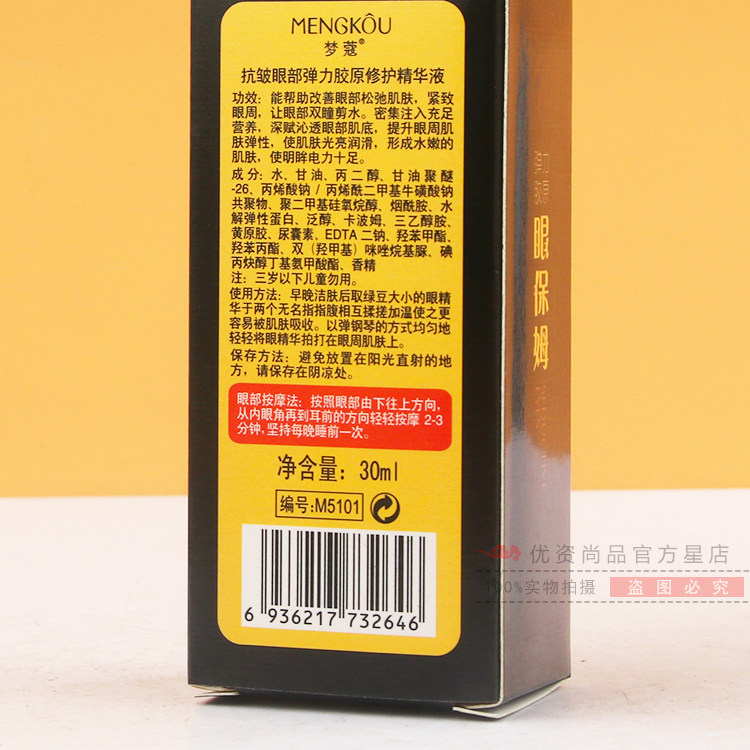 MENGKÔU
梦蔻®
抗皱眼部弹力胶原修护精华液
功效：能帮助改善眼部松弛肌肤，紧致
眼周，让眼部双瞳剪水。密集注入充足
营养，深赋沁透眼部肌底，提升眼周肌
肤弹性，使肌肤光亮润滑，形成水嫩的
肌肤，使明眸电力十足。
成分：水、甘油、丙二醇、甘油聚醚
-26、丙烯酸钠/丙烯酰二甲基牛磺酸钠
共聚物、聚二甲基硅氧烷醇、烟酰胺、水
解弹性蛋白、泛醇、卡波姆、三乙醇胺、
黄原胶、尿囊素、EDTA二钠、羟苯甲酯、
羟苯丙酯、双（羟甲基）咪唑烷基脲、碘
丙炔醇丁基氨甲酸酯、香精
注：三岁以下儿童勿用。
使用方法：早晚洁肤后取绿豆大小的眼精
华于两个无名指指腹相互揉搓加温使之更
容易被肌肤吸收。以弹钢琴的方式均匀地
轻轻将眼精华拍打在眼周肌肤上。
保存方法：避免放置在阳光直射的地
方，请保存在阴凉处。
眼部按摩法：按照眼部由下往上方向，
从内眼角再到耳前的方向轻轻按摩 2-3
分钟,坚持每晚睡前一次。
净含量：30ml
编号:M5101
6 936217 732646
眼保姆
优资尚品官方星店
100%实物拍摄 盗图必究